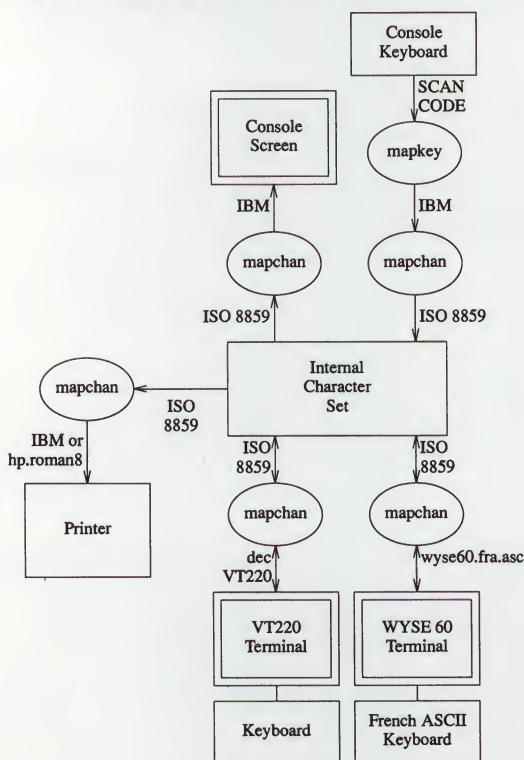 Console
Keyboard
SCAN
CODE
Console
Screen
mapkey
IBM
IBM
mapchan
mapchan
ISO 8859
ISO 8859
Internal
Character
Set
mapchan
ISO
8859
IBM or
hp.roman8
Printer
ISO
8859
ISO
8859
mapchan
mapchan
dec
VT220
wyse60.fra.asc
VT220
Terminal
WYSE 60
Terminal
Keyboard
French ASCII
Keyboard